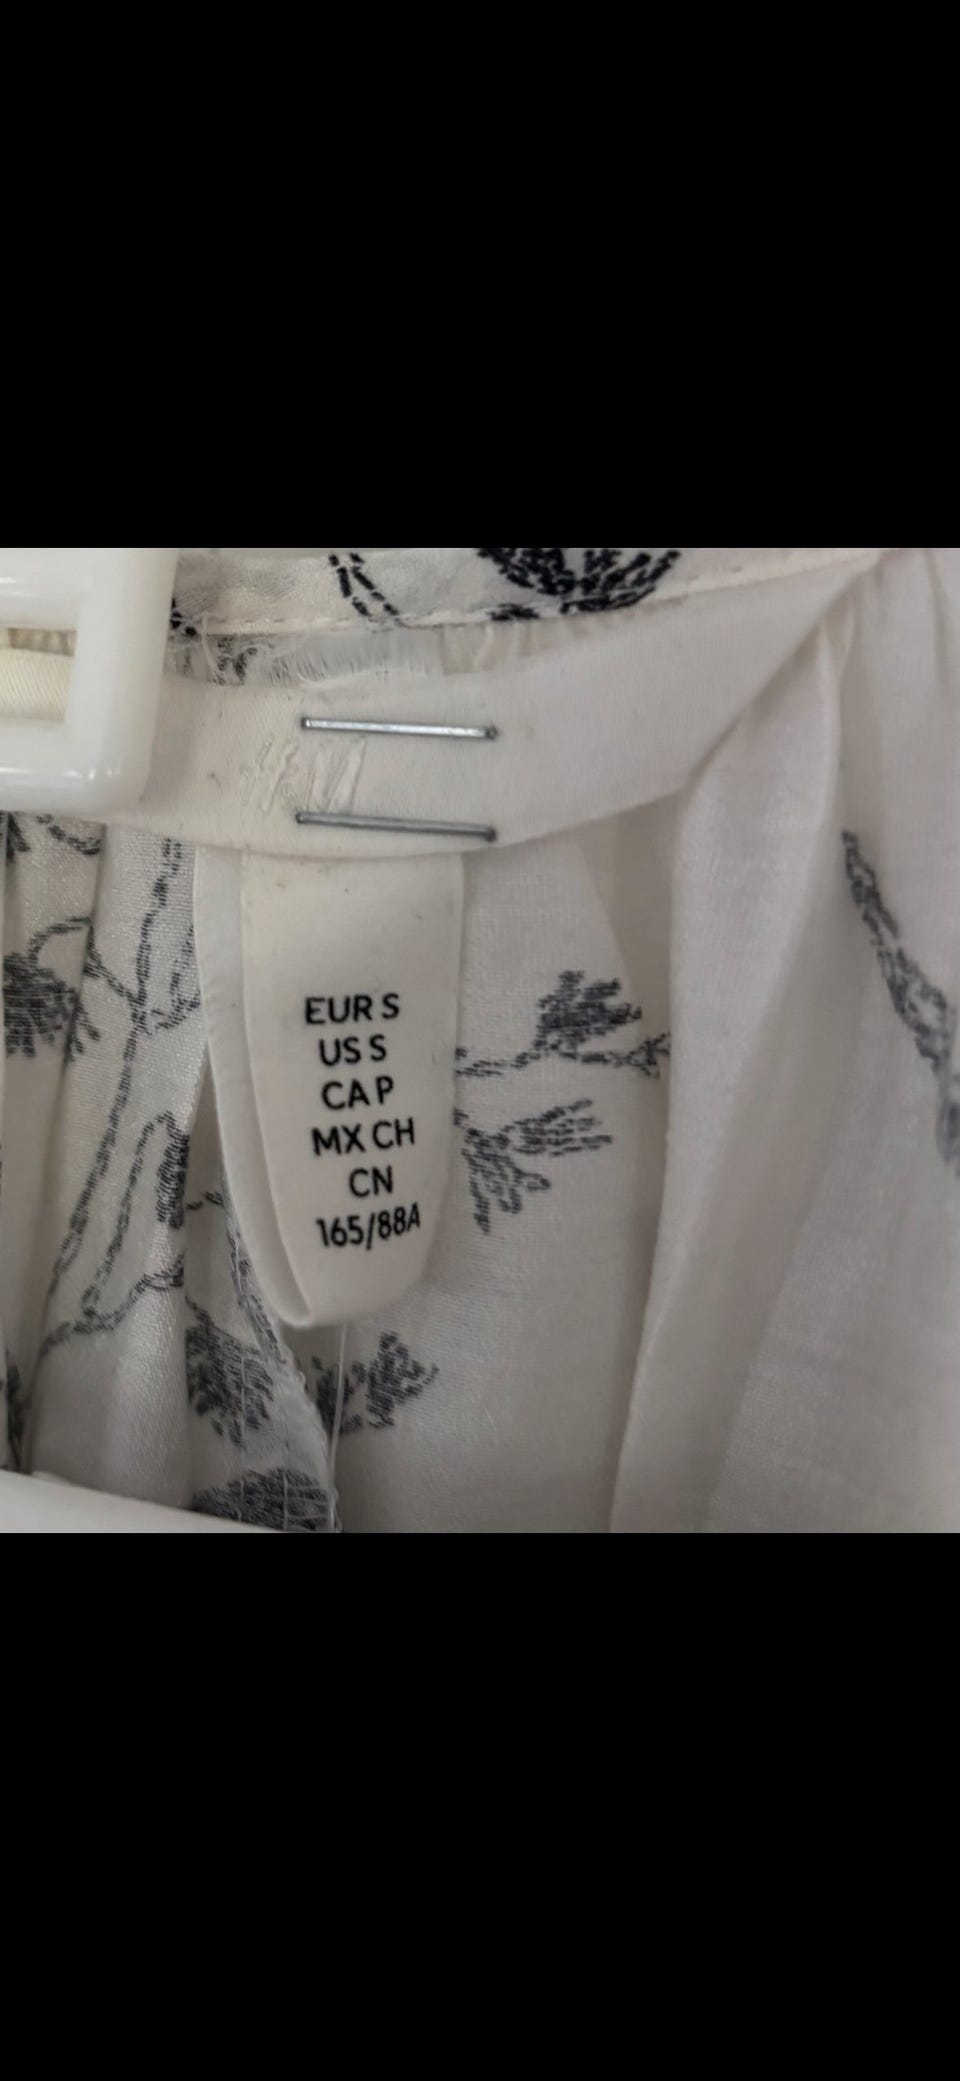 H&M
EUR S
US S
CA P
MX CH
CN
165/88A